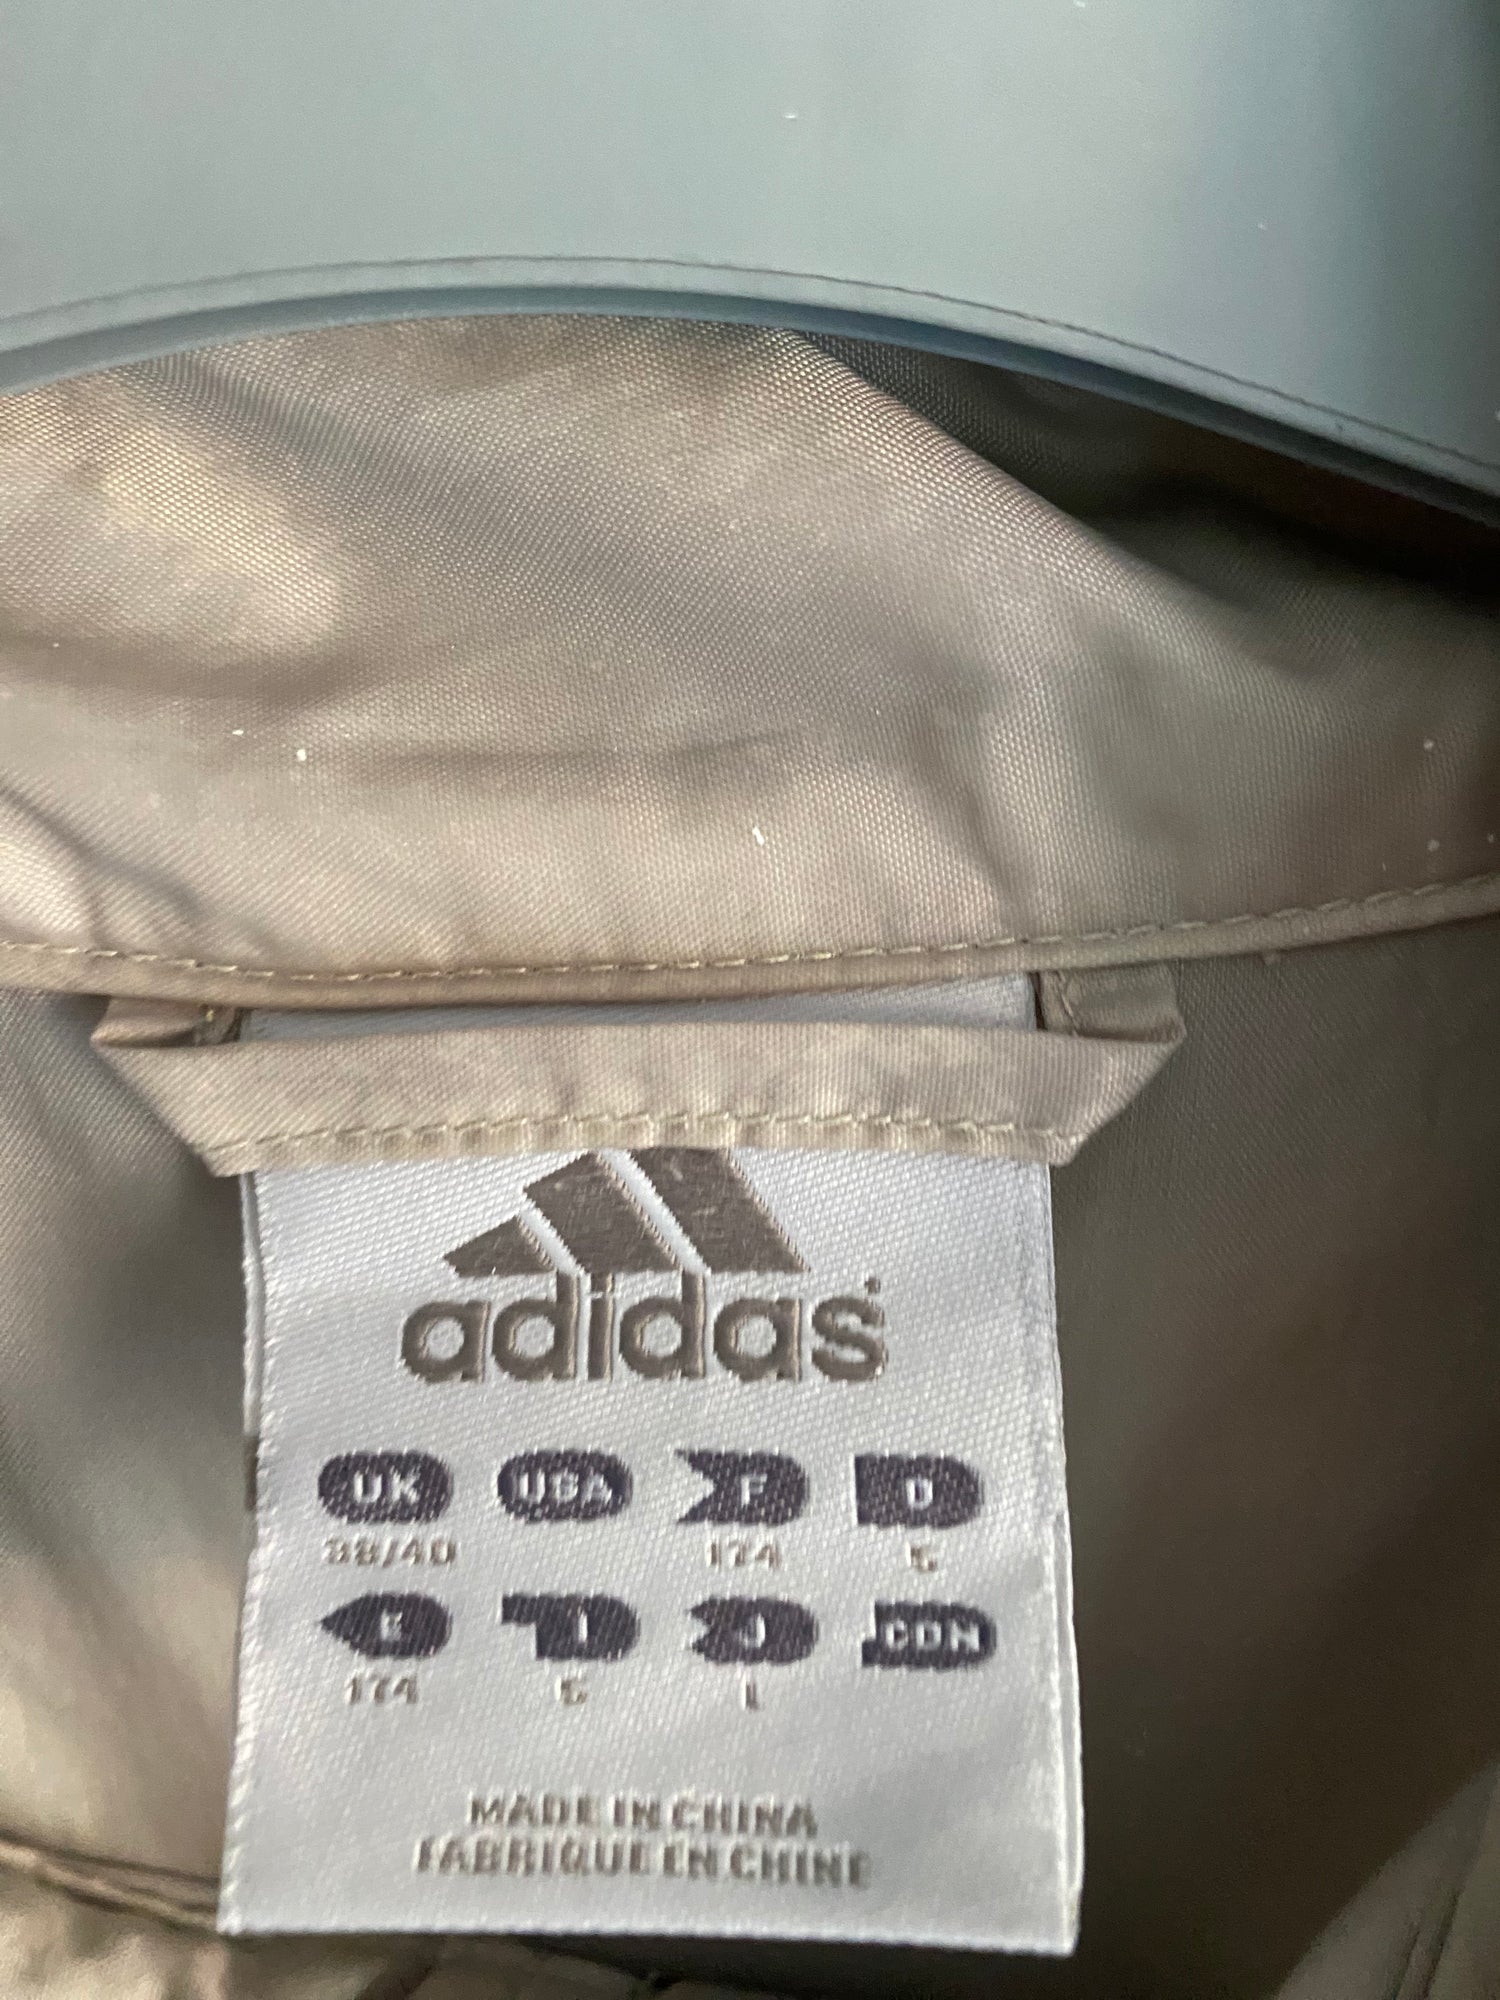 adidas
UK USA F D
38/40 174 5
E I J CDN
174 5 L
MADE IN CHINA
FABRIQUE EN CHINE